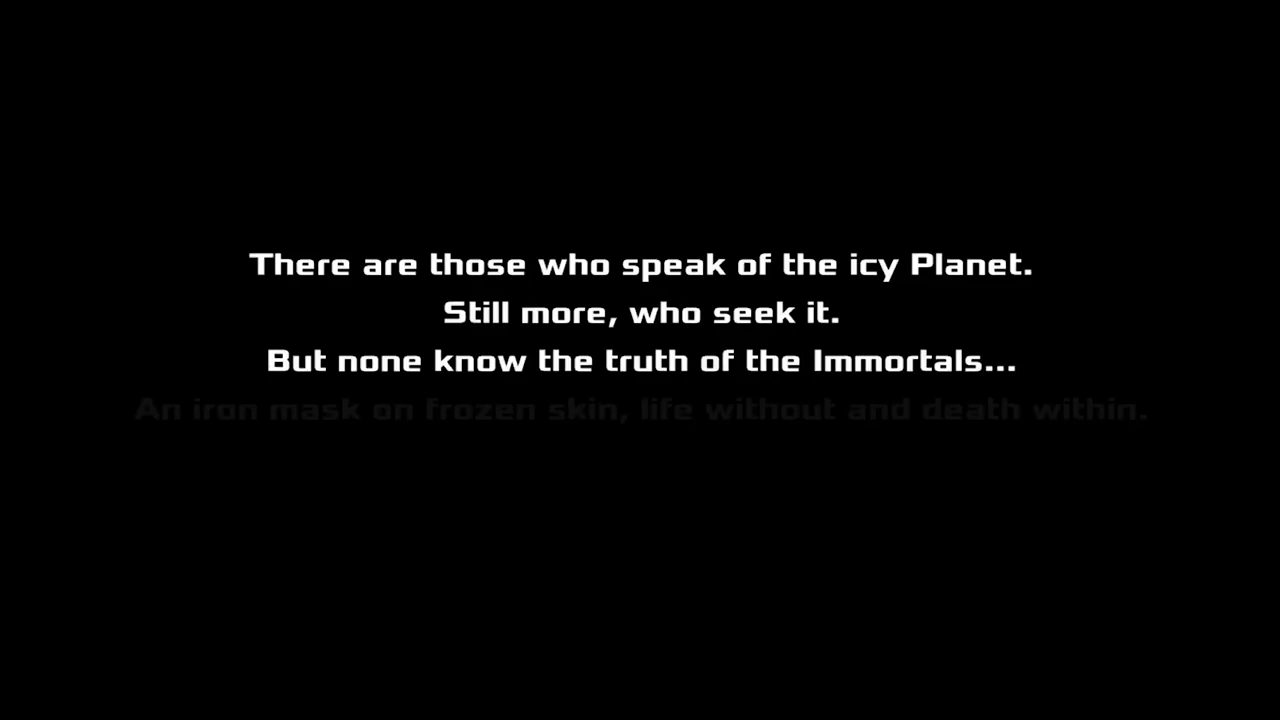 There are those who speak of the icy Planet.
Still more, who seek it.
But none know the truth of the Immortals...
An iron mask on frozen skin, life without and death within.